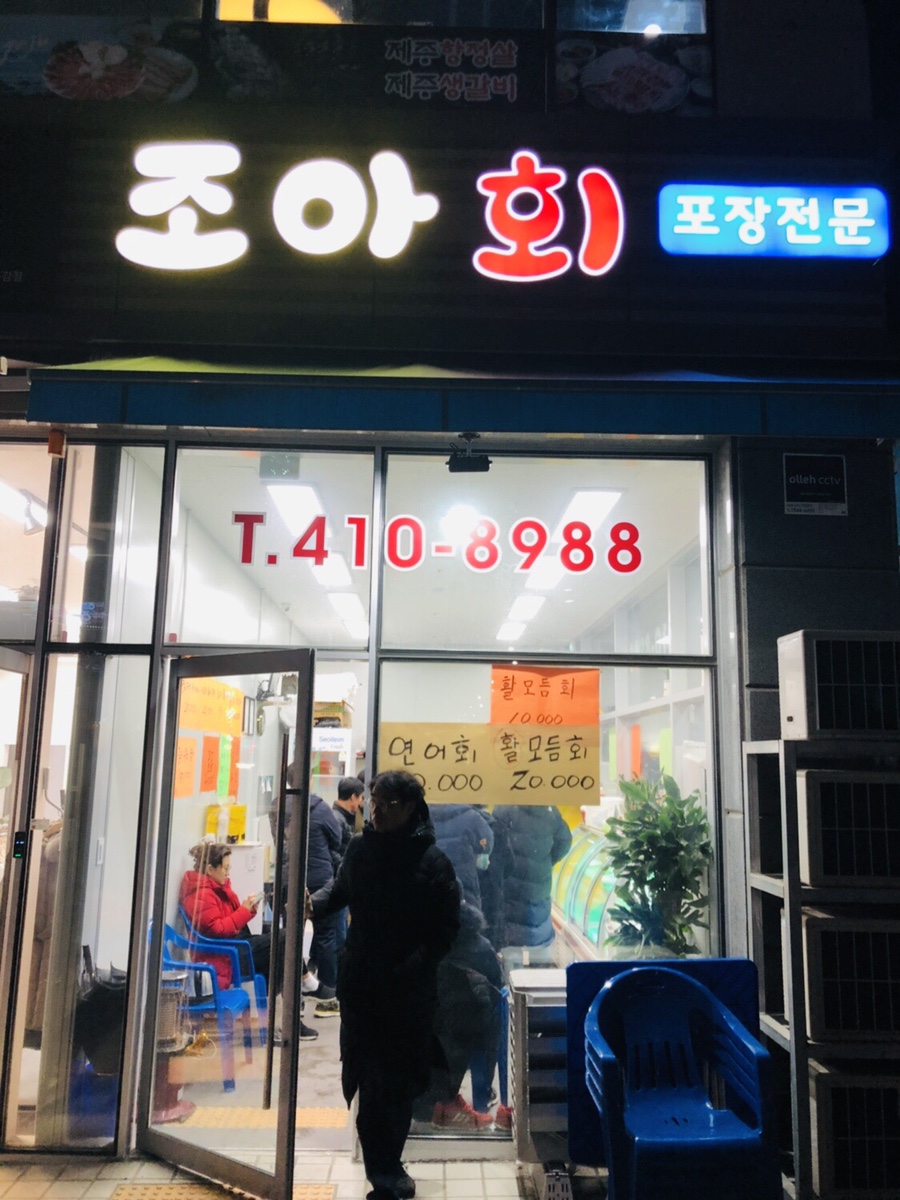 제주항정살
제주생갈비
조아회 포장전문
olleh cctv
T.410-8988
활모듬회
10.000
연어회 활모듬회
.000 20.000